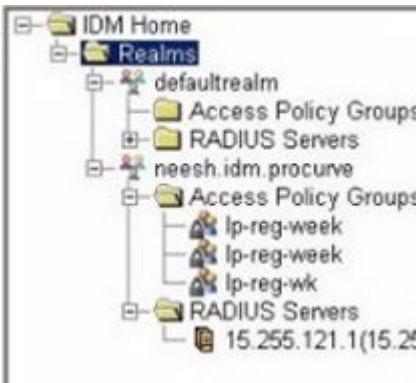 IDM Home
Realms
defaultrealm
Access Policy Groups
RADIUS Servers
neesh.idm.procurve
Access Policy Groups
lp-reg-week
lp-reg-week
lp-reg-wk
RADIUS Servers
15.255.121.1(15.25